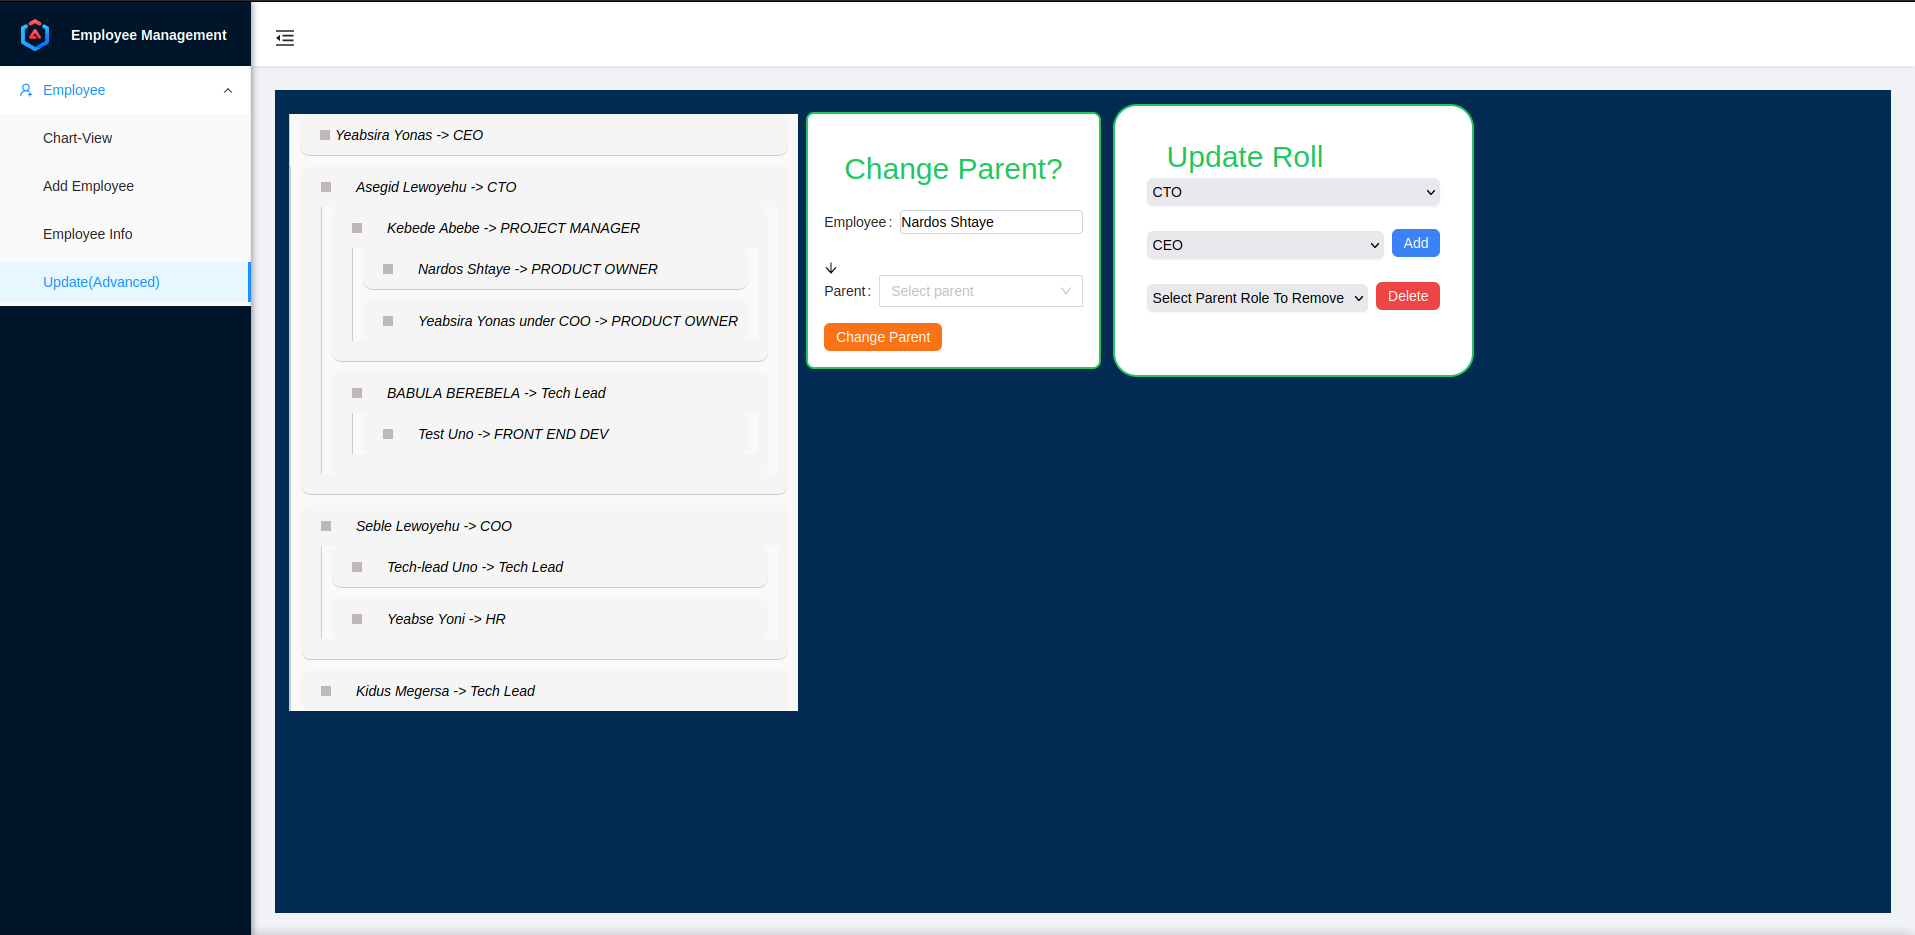 Employee Management
Employee
Chart-View
Add Employee
Employee Info
Update(Advanced)
Yeabsira Yonas -> CEO
Asegid Lewoyehu -> CTO
Kebede Abebe -> PROJECT MANAGER
Nardos Shtaye -> PRODUCT OWNER
Yeabsira Yonas under COO -> PRODUCT OWNER
BABULA BEREBELA -> Tech Lead
Test Uno -> FRONT END DEV
Seble Lewoyehu -> COO
Tech-lead Uno -> Tech Lead
Yeabse Yoni -> HR
Kidus Megersa -> Tech Lead
Change Parent?
Employee: Nardos Shtaye
Parent: Select parent
Change Parent
Update Roll
CTO
CEO Add
Select Parent Role To Remove Delete